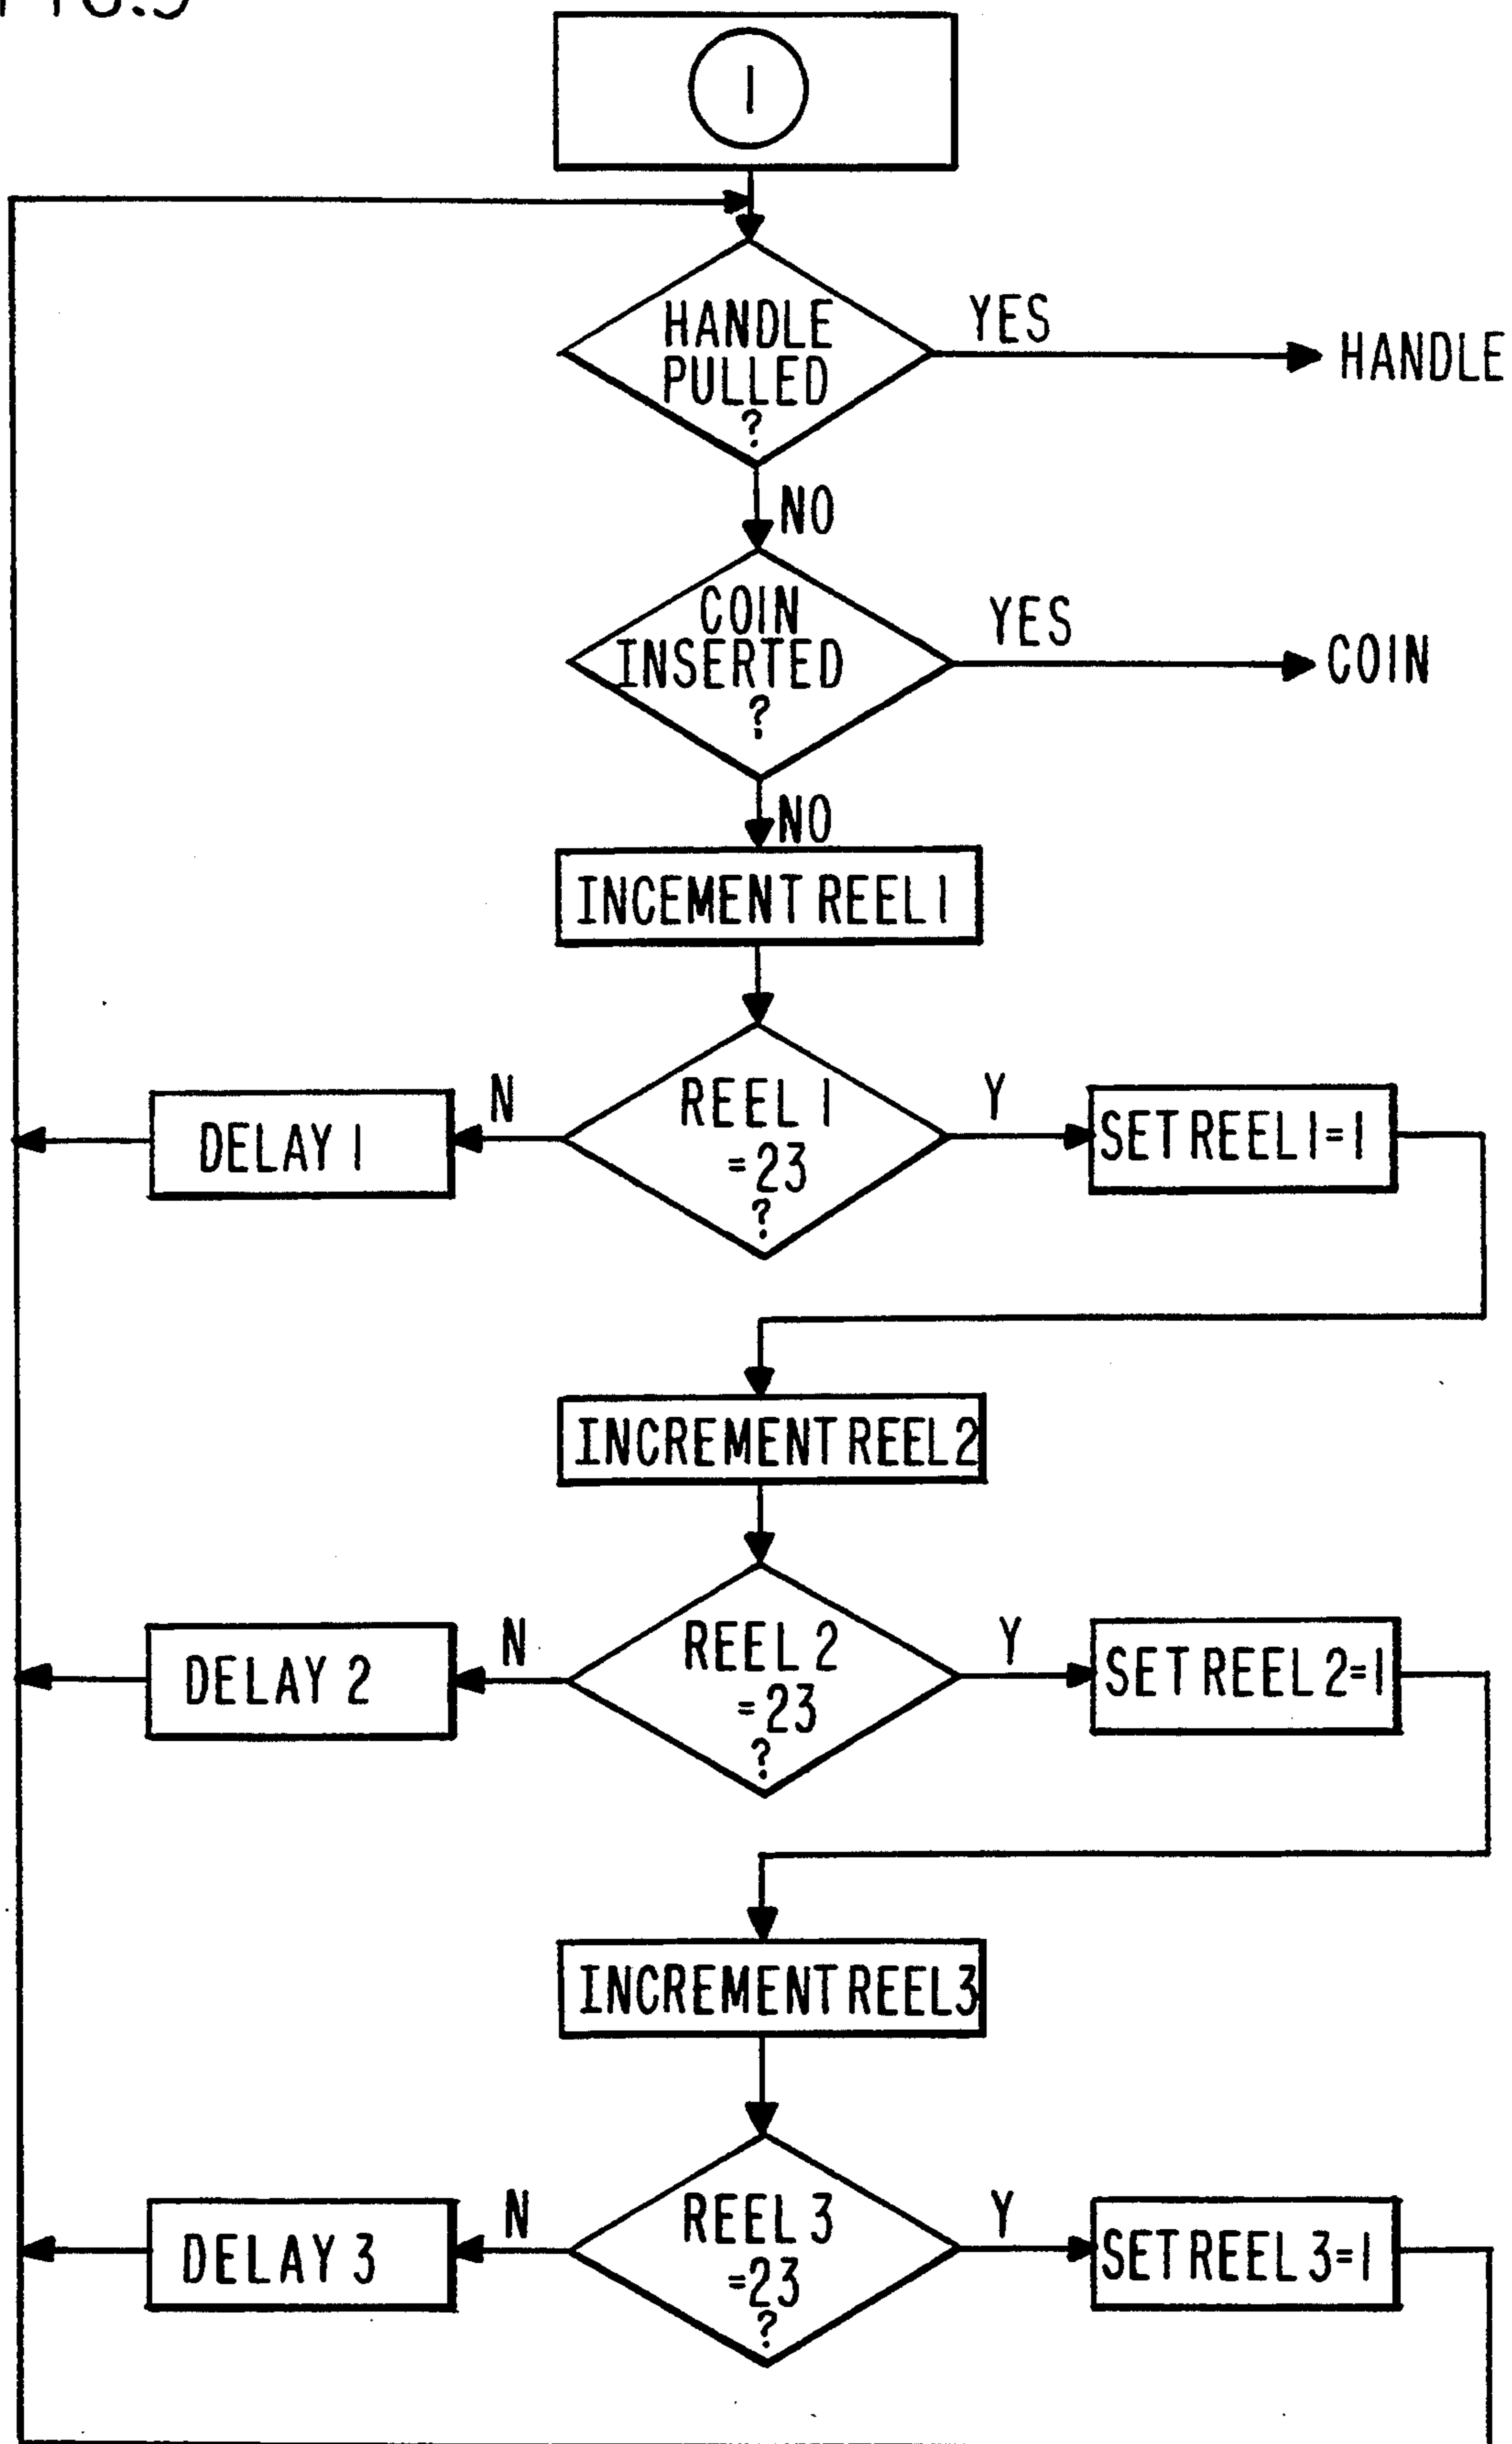 FIG.9
1
HANDLE
PULLED
?
YES
HANDLE
NO
COIN
INSERTED
?
YES
COIN
NO
INCEMENT REEL 1
REEL 1
=23
?
N
DELAY 1
Y
SET REEL 1=1
INCREMENT REEL 2
REEL 2
=23
?
N
DELAY 2
Y
SET REEL 2=1
INCREMENT REEL 3
REEL 3
=23
?
N
DELAY 3
Y
SET REEL 3=1